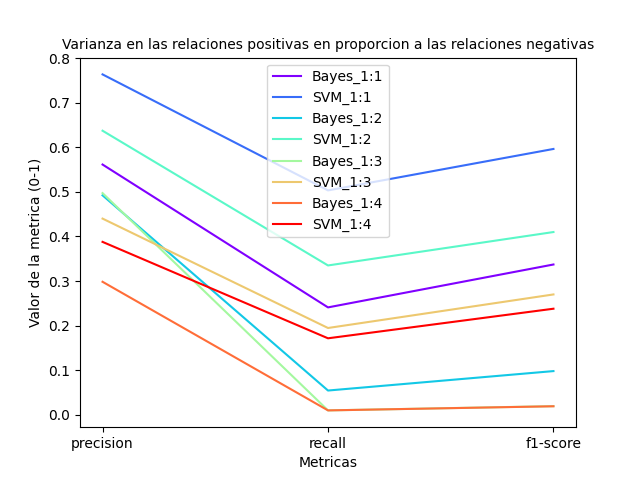 Varianza en las relaciones positivas en proporcion a las relaciones negativas
0.8
0.7
0.6
0.5
0.4
0.3
0.2
0.1
0.0
Valor de la metrica (0-1)
Bayes_1:1
SVM_1:1
Bayes_1:2
SVM_1:2
Bayes_1:3
SVM_1:3
Bayes_1:4
SVM_1:4
precision recall f1-score
Metricas